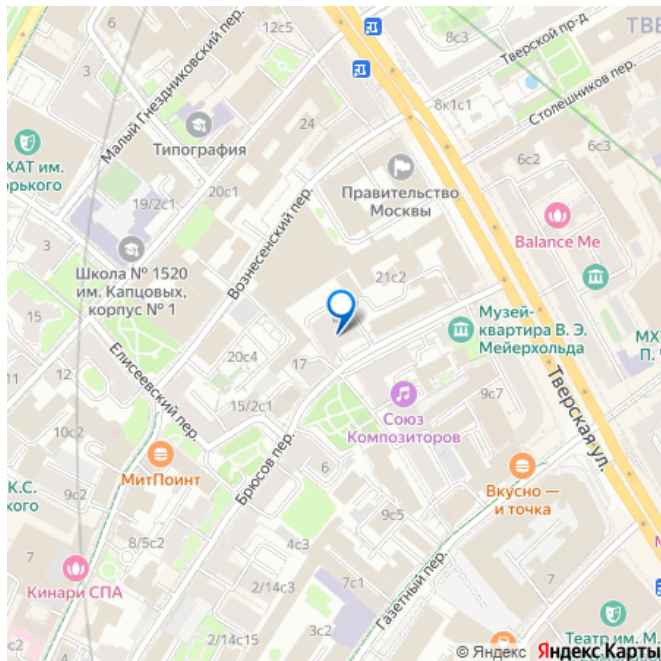 8с3
ТВЕ
12с5
Тверской пр-д
3
Малый Гнездниковский пер.
Столешников пер.
8к1с1
24
Типография
6с3
МХАТ им.
орького
6с2
Правительство
Москвы
20с1
19/2с1
Вознесенский пер.
Balance Me
3
Школа № 1520
им. Капцовых,
корпус № 1
21с2
Музей-
квартира В. Э.
Мейерхольда
15
МХ
П.
Елисеевский пер.
20с4
17
11
12
9с7
Тверская ул.
15/2с1
Союз
Композиторов
10с2
Брюсов пер.
6
МитПоинт
К.С.
ского
9с2
Вкусно —
и точка
9с5
8/5с2
4с3
Газетный пер.
7
Кинари СПА
2/14с3
7с1
7
3с2
2/14с15
Театр им. М.
© Яндекс Яндекс Карты